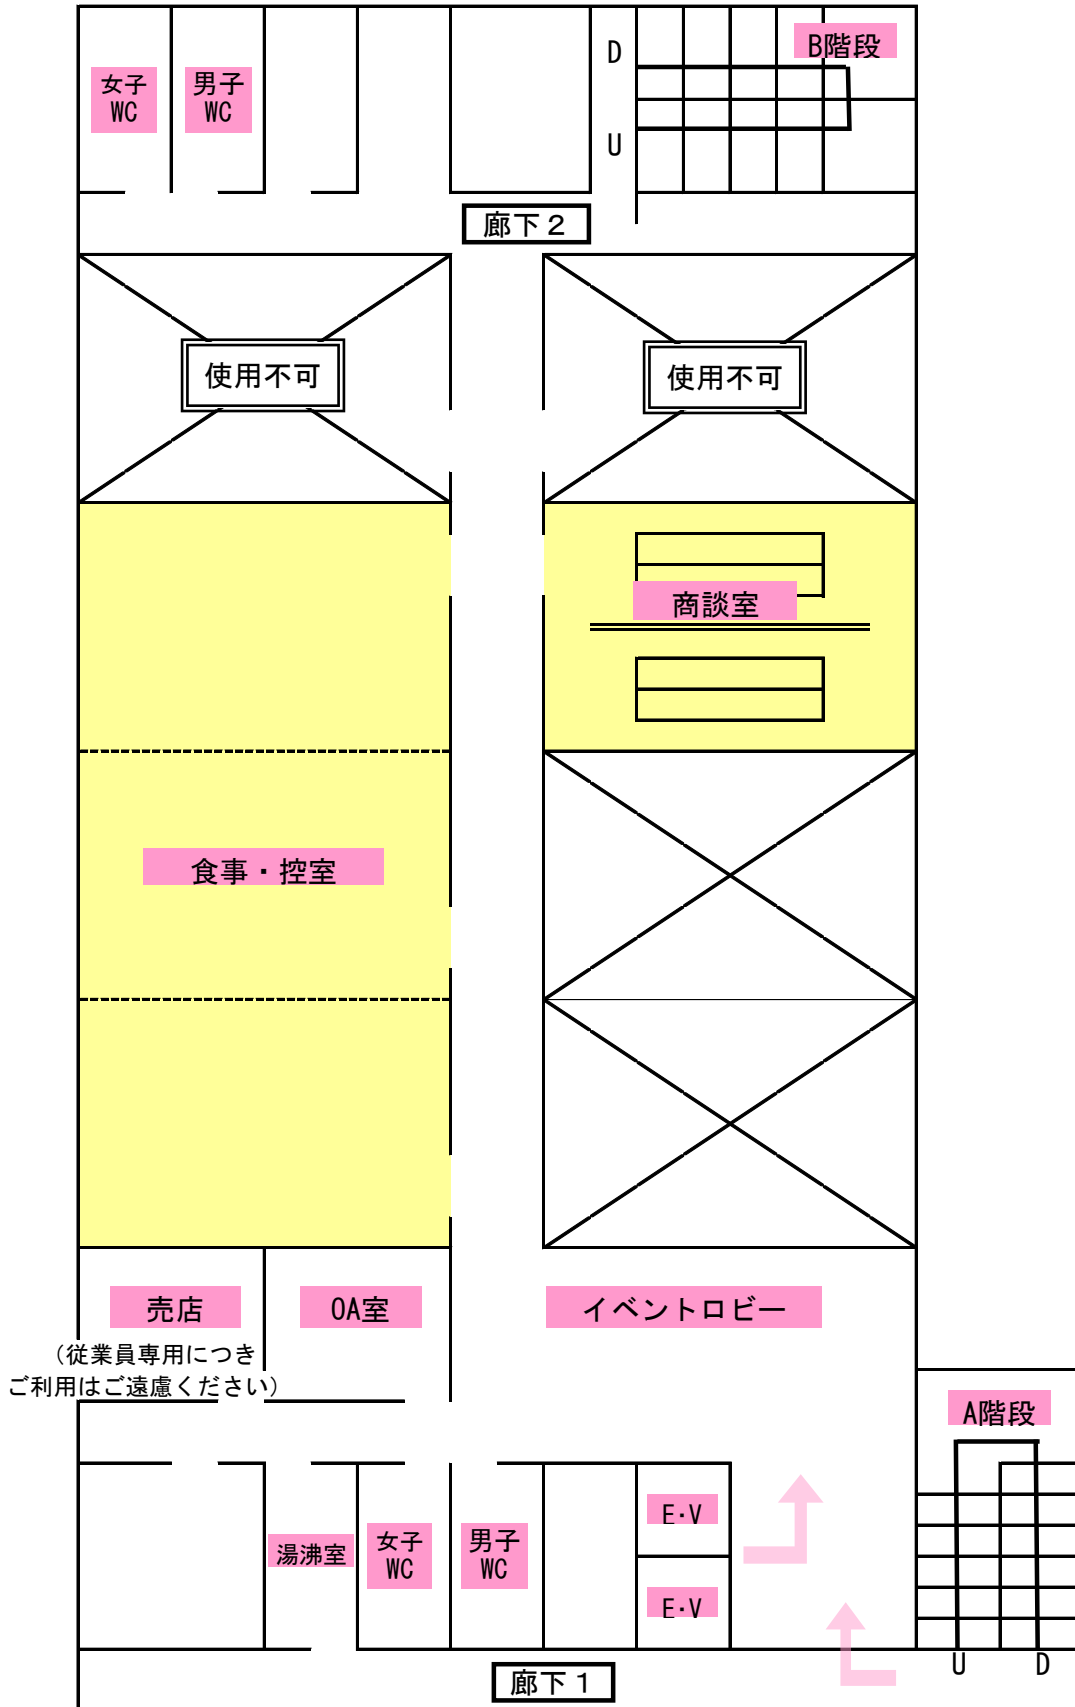 B階段
D
U
女子
WC
男子
WC
廊下２
使用不可
使用不可
商談室
食事・控室
売店
OA室
イベントロビー
（従業員専用につき
ご利用はご遠慮ください）
A階段
E・V
湯沸室
女子
WC
男子
WC
E・V
U
D
廊下１